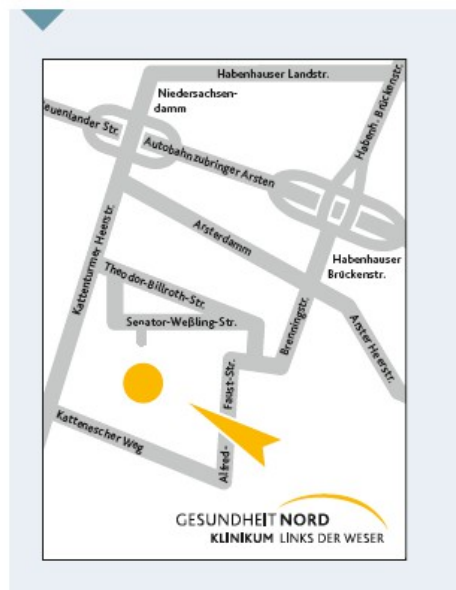 Habenhauser Landstr.
Niedersachsen-
damm
Habenh. Brückenstr.
euenlander Str.
Autobahnzubringer Arsten
Arsterdamm
Habenhauser
Brückenstr.
Kattenturmer Heerstr.
Theodor-Billroth-Str.
Senator-Weßling-Str.
Brenningstr.
Arster Heerstr.
Alfred-Faust-Str.
Kattenescher Weg
GESUNDHEIT NORD
KLINIKUM LINKS DER WESER